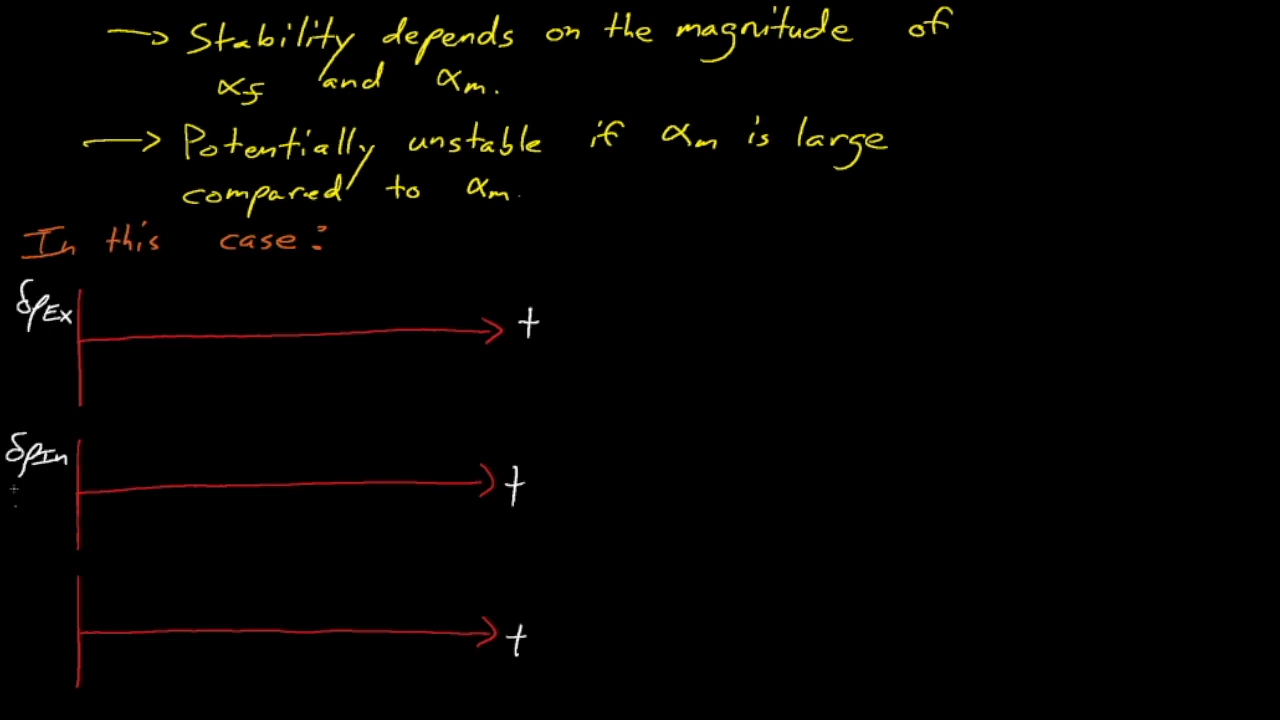 → Stability depends on the magnitude of
αf and αm.
→ Potentially unstable if αm is large
compared to αm.
In this case:
δρEx
t
δρIn
t
t